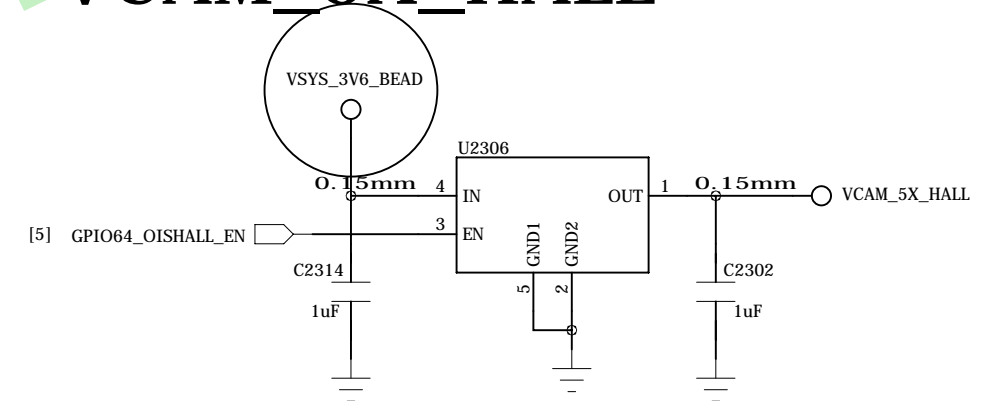 VSYS_3V6_BEAD
U2306
0.15mm 4 IN OUT 1 0.15mm VCAM_5X_HALL
[5] GPIO64_OISHALL_EN 3 EN
GND1
GND2
5
2
C2314
1uF
C2302
1uF